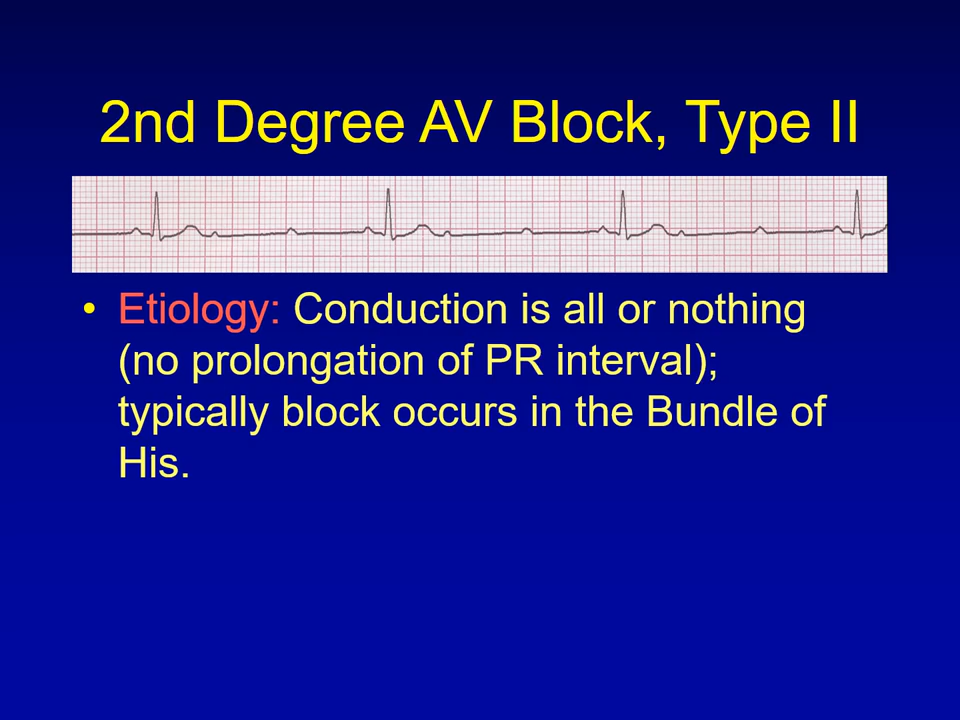 2nd Degree AV Block, Type II
• Etiology: Conduction is all or nothing
(no prolongation of PR interval);
typically block occurs in the Bundle of
His.